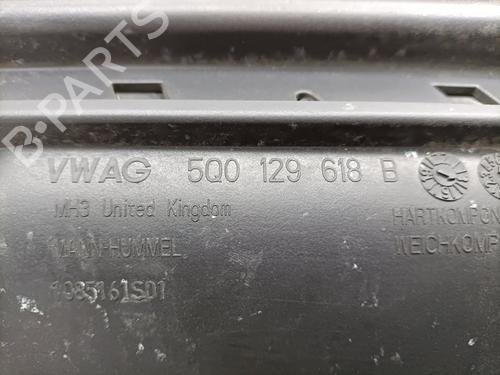 B-PARTS
VWAG 5Q0 129 618 B
MH3 United Kingdom
HARTKOMPON
MANN+HUMMEL
WEICHKOMP
1085161S01